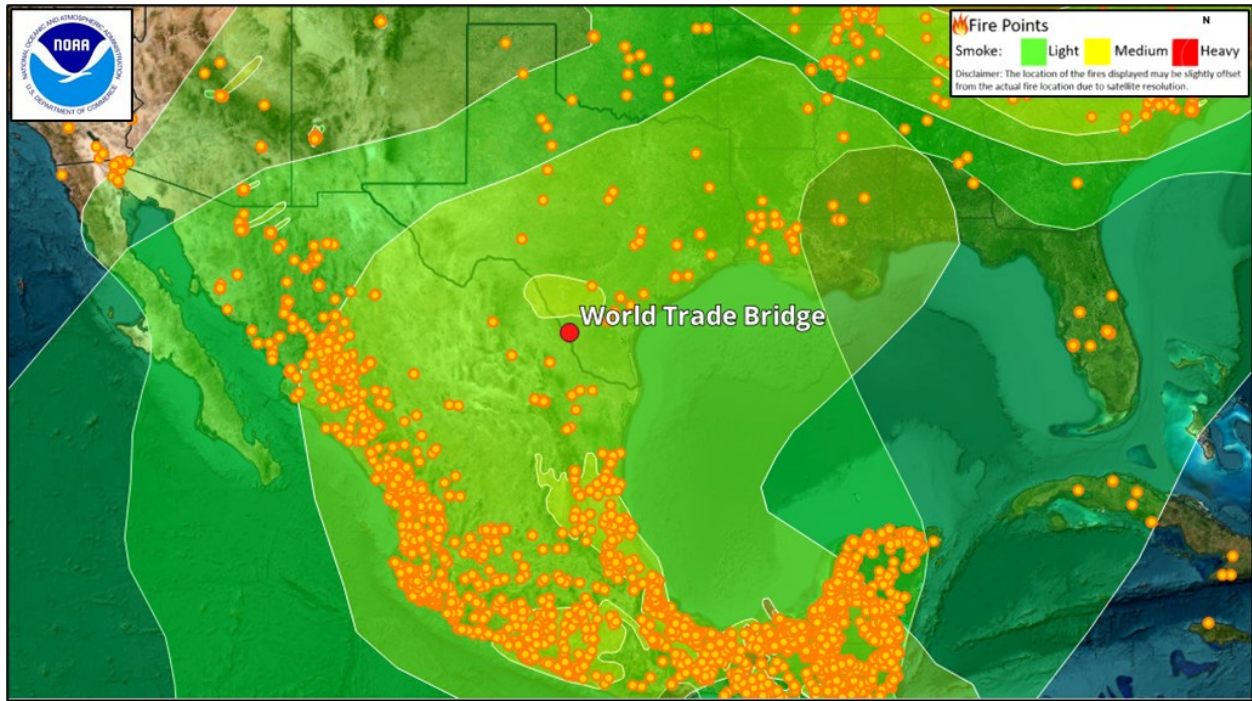 NATIONAL OCEANIC AND ATMOSPHERIC ADMINISTRATION
NOAA
U.S. DEPARTMENT OF COMMERCE
Fire Points
N
Smoke: Light Medium Heavy
Disclaimer: The location of the fires displayed may be slightly offset
from the actual fire location due to satellite resolution.
World Trade Bridge